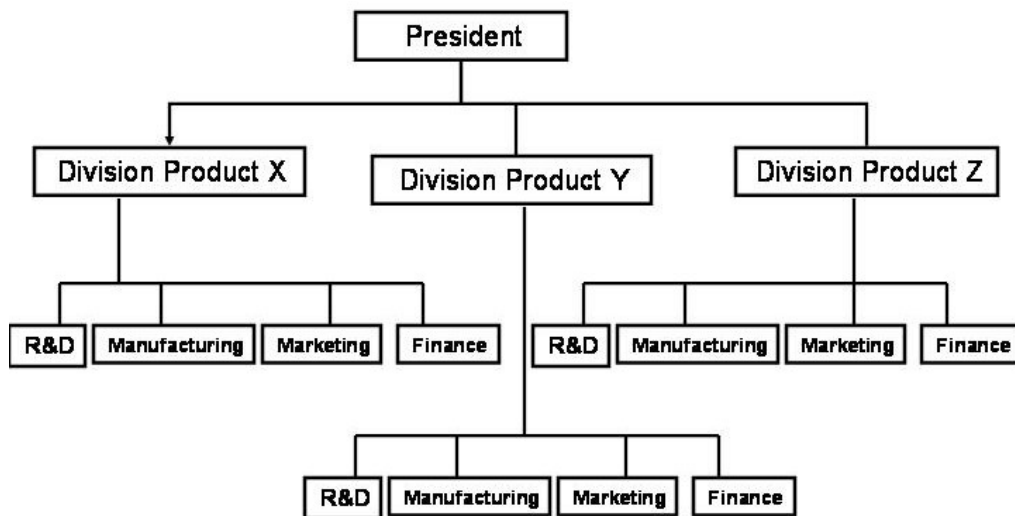 President
Division Product X
Division Product Y
Division Product Z
R&D
Manufacturing
Marketing
Finance
R&D
Manufacturing
Marketing
Finance
R&D
Manufacturing
Marketing
Finance